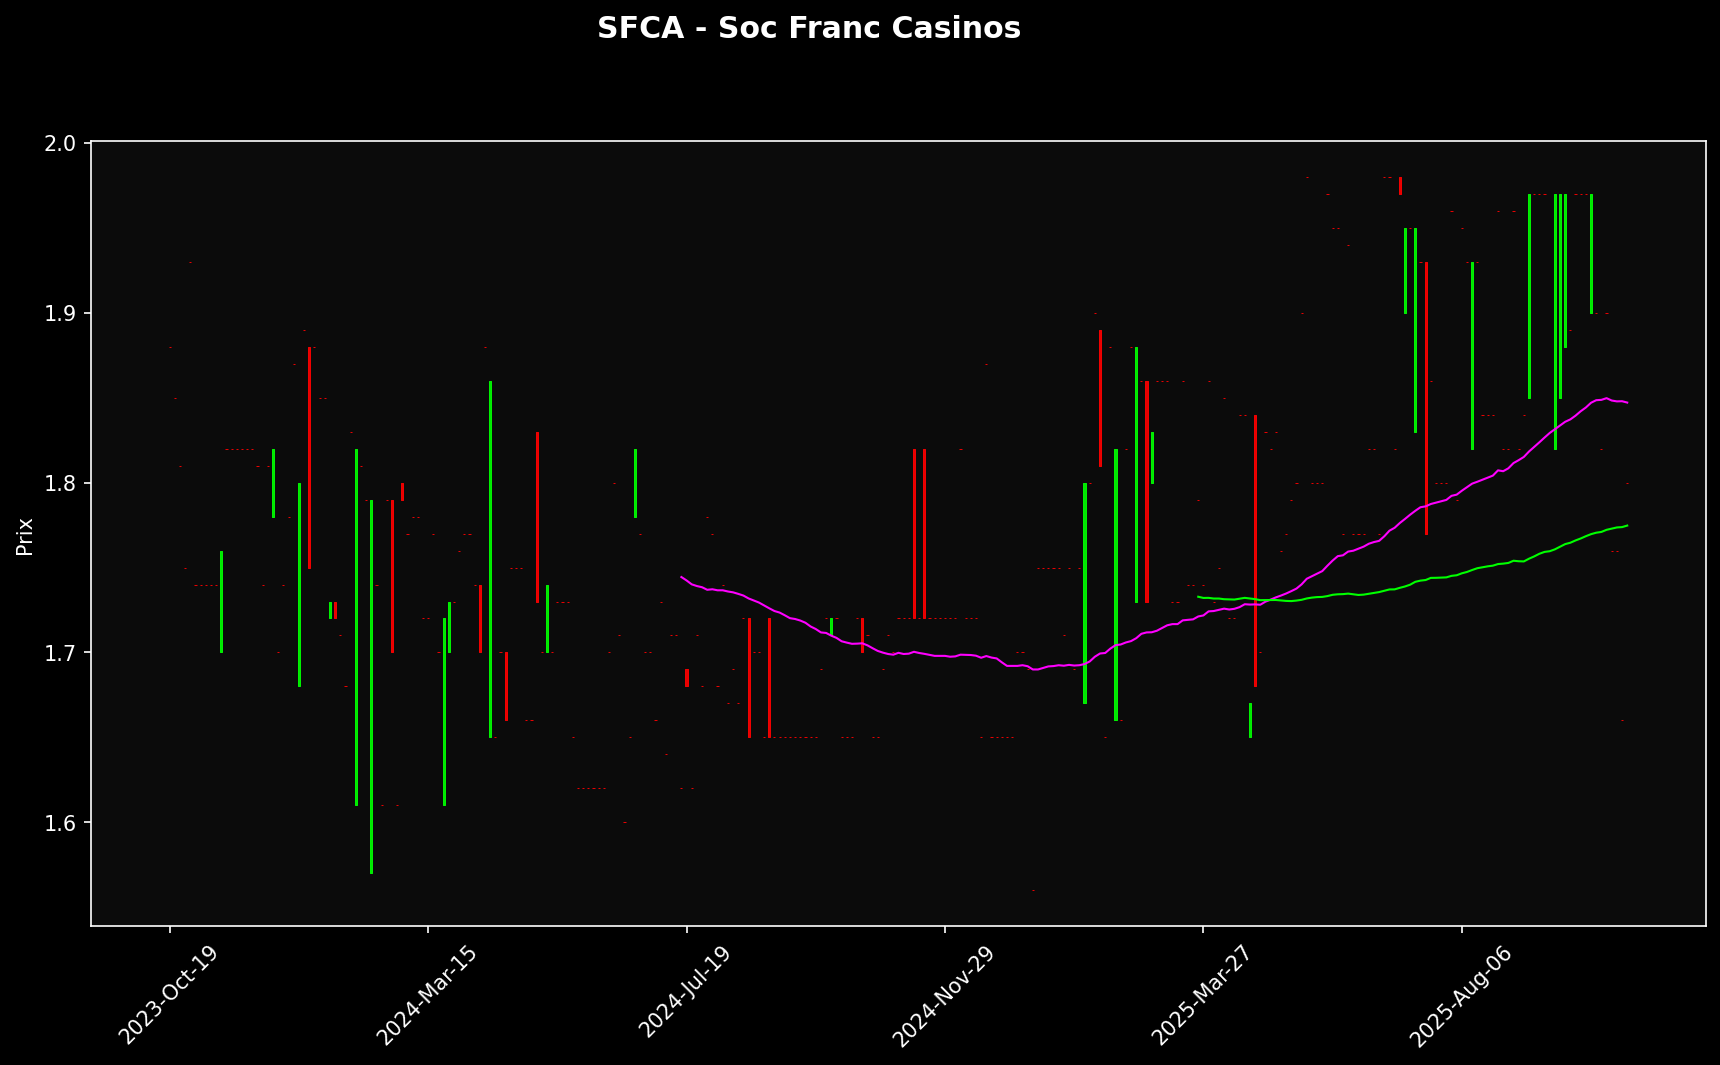 SFCA - Soc Franc Casinos
Prix
2.0
1.9
1.8
1.7
1.6
2023-Oct-19
2024-Mar-15
2024-Jul-19
2024-Nov-29
2025-Mar-27
2025-Aug-06